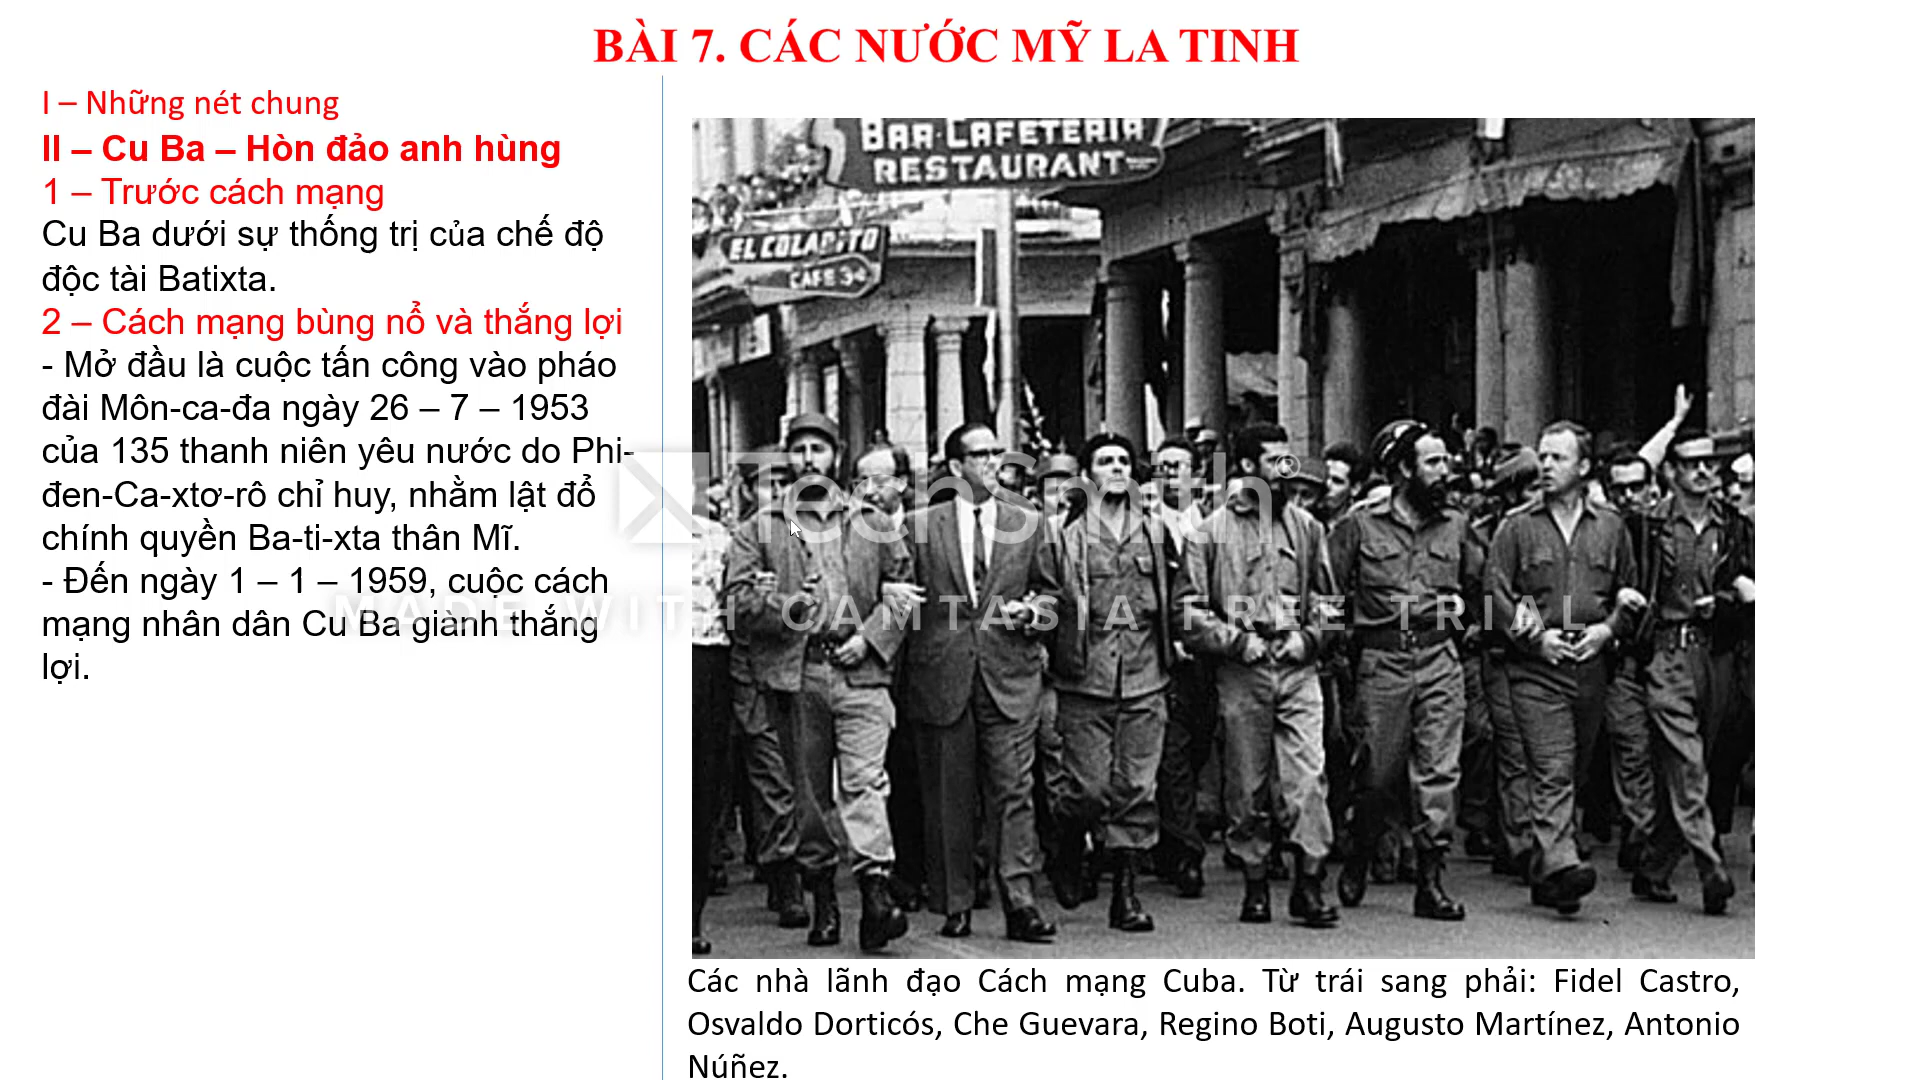 BÀI 7. CÁC NƯỚC MỸ LA TINH
I – Những nét chung
II – Cu Ba – Hòn đảo anh hùng
1 – Trước cách mạng
Cu Ba dưới sự thống trị của chế độ
độc tài Batixta.
2 – Cách mạng bùng nổ và thắng lợi
- Mở đầu là cuộc tấn công vào pháo
đài Môn-ca-đa ngày 26 – 7 – 1953
của 135 thanh niên yêu nước do Phi-
đen-Ca-xtơ-rô chỉ huy, nhằm lật đổ
chính quyền Ba-ti-xta thân Mĩ.
- Đến ngày 1 – 1 – 1959, cuộc cách
mạng nhân dân Cu Ba giành thắng
lợi.
BAR-CAFETERIA
RESTAURANT
EL COLADITO
CAFE 3¢
TechSmith®
MADE WITH CAMTASIA FREE TRIAL
Các nhà lãnh đạo Cách mạng Cuba. Từ trái sang phải: Fidel Castro,
Osvaldo Dorticós, Che Guevara, Regino Boti, Augusto Martínez, Antonio
Núñez.